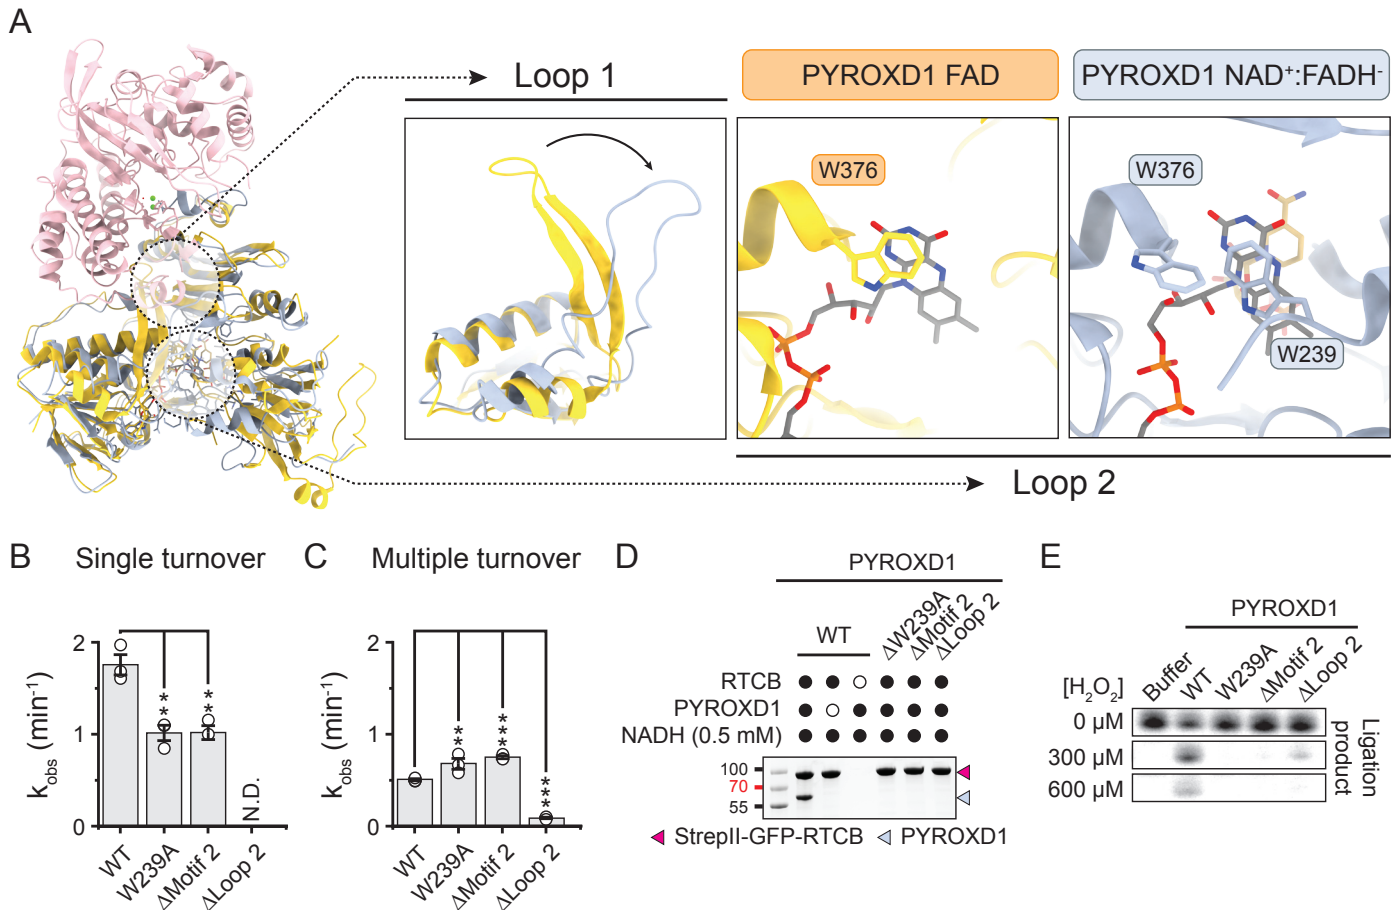 A
Loop 1
PYROXD1 FAD
PYROXD1 NAD⁺:FADH⁻
W376
W376
W239
Loop 2
B Single turnover
kobs (min⁻¹)
2
1
0
**
**
N.D.
WT
W239A
ΔMotif 2
ΔLoop 2
C Multiple turnover
kobs (min⁻¹)
2
1
0
**
***
***
WT
W239A
ΔMotif 2
ΔLoop 2
D
PYROXD1
WT
ΔW239A
ΔMotif 2
ΔLoop 2
RTCB
PYROXD1
NADH (0.5 mM)
100
70
55
StrepII-GFP-RTCB
PYROXD1
E
PYROXD1
[H₂O₂]
Buffer
WT
W239A
ΔMotif 2
ΔLoop 2
0 µM
300 µM
600 µM
Ligation
product